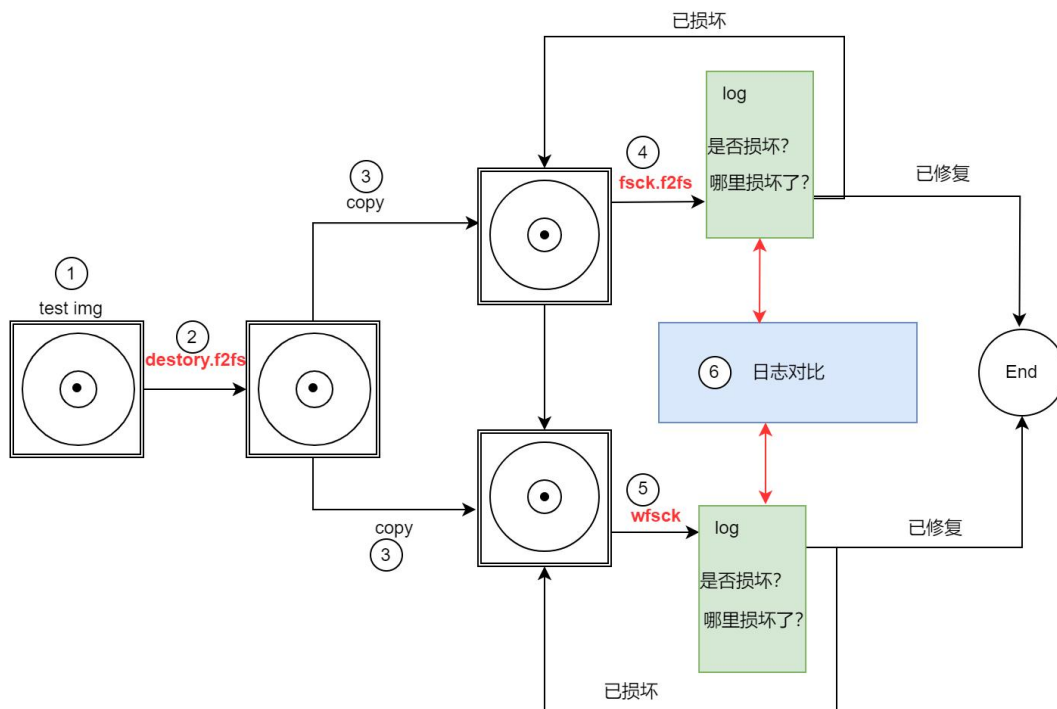 已损坏
log
是否损坏？
哪里损坏了？
④
fsck.f2fs
已修复
③
copy
①
test img
②
destory.f2fs
⑥ 日志对比
End
⑤
wfsck
copy
③
log
是否损坏？
哪里损坏了？
已修复
已损坏